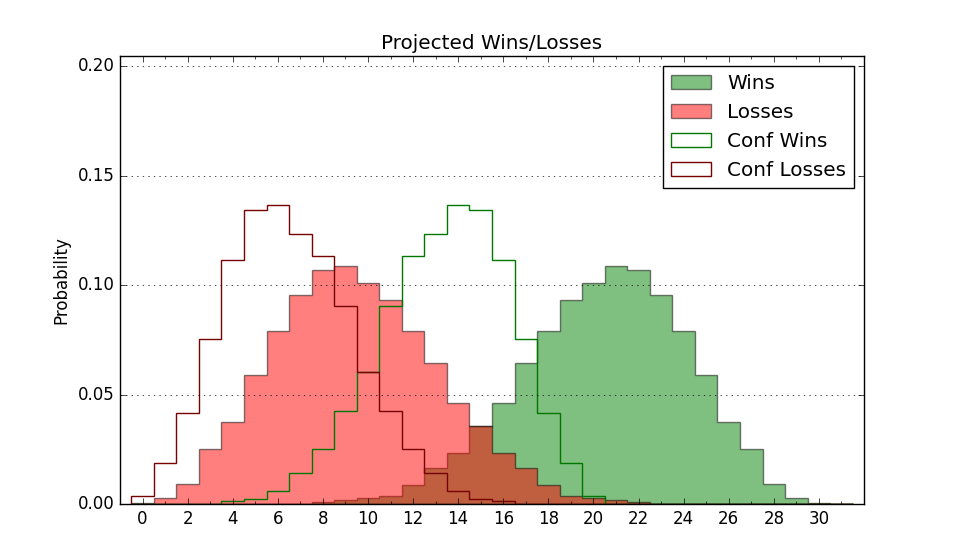 Projected Wins/Losses
0.20
0.15
0.10
0.05
0.00
Probability
Wins
Losses
Conf Wins
Conf Losses
0 2 4 6 8 10 12 14 16 18 20 22 24 26 28 30